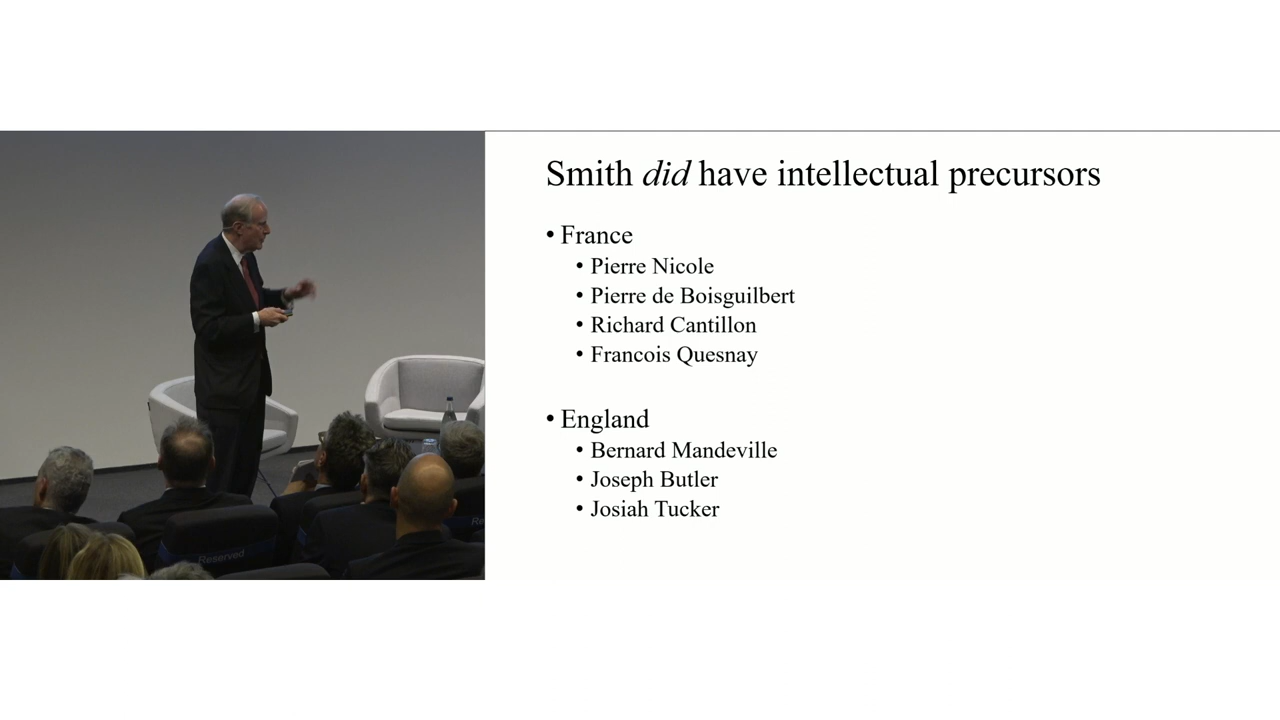 Smith did have intellectual precursors
• France
• Pierre Nicole
• Pierre de Boisguilbert
• Richard Cantillon
• Francois Quesnay
• England
• Bernard Mandeville
• Joseph Butler
• Josiah Tucker
Reserved